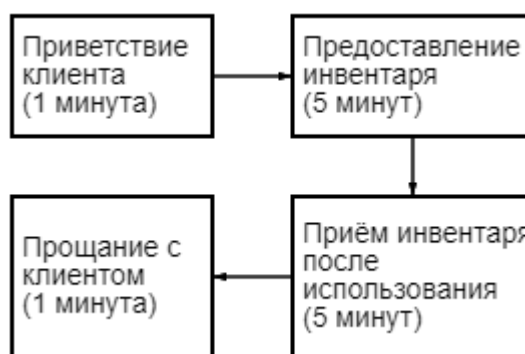 Приветствие
клиента
(1 минута)
Предоставление
инвентаря
(5 минут)
Приём инвентаря
после
использования
(5 минут)
Прощание с
клиентом
(1 минута)